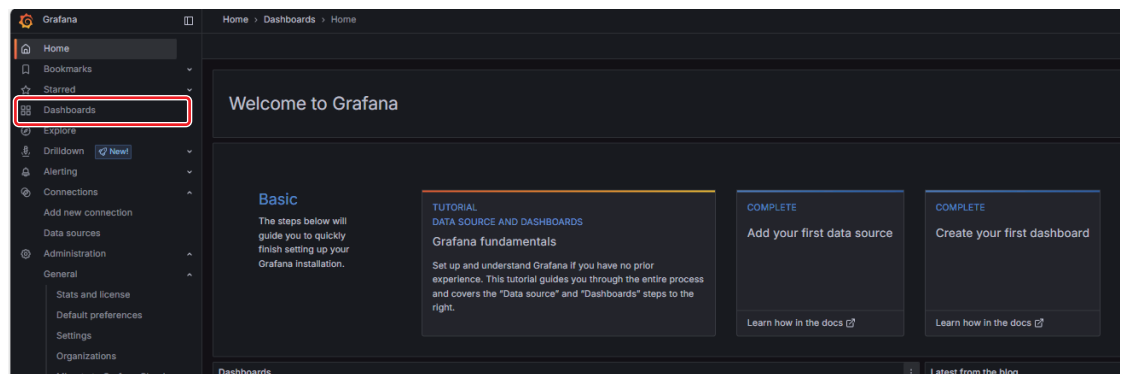 Grafana
Home › Dashboards › Home
Home
Bookmarks
Starred
Dashboards
Explore
Drilldown New!
Alerting
Connections
Add new connection
Data sources
Administration
General
Stats and license
Default preferences
Settings
Organizations
Welcome to Grafana
Basic
The steps below will
guide you to quickly
finish setting up your
Grafana installation.
TUTORIAL
DATA SOURCE AND DASHBOARDS
Grafana fundamentals
Set up and understand Grafana if you have no prior
experience. This tutorial guides you through the entire process
and covers the "Data source" and "Dashboards" steps to the
right.
COMPLETE
Add your first data source
Learn how in the docs
COMPLETE
Create your first dashboard
Learn how in the docs
Dashboards
Latest from the blog